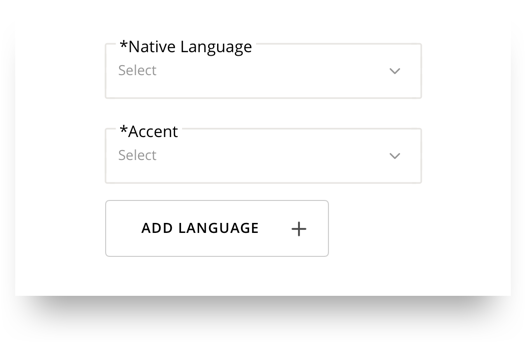 *Native Language
Select
*Accent
Select
ADD LANGUAGE +